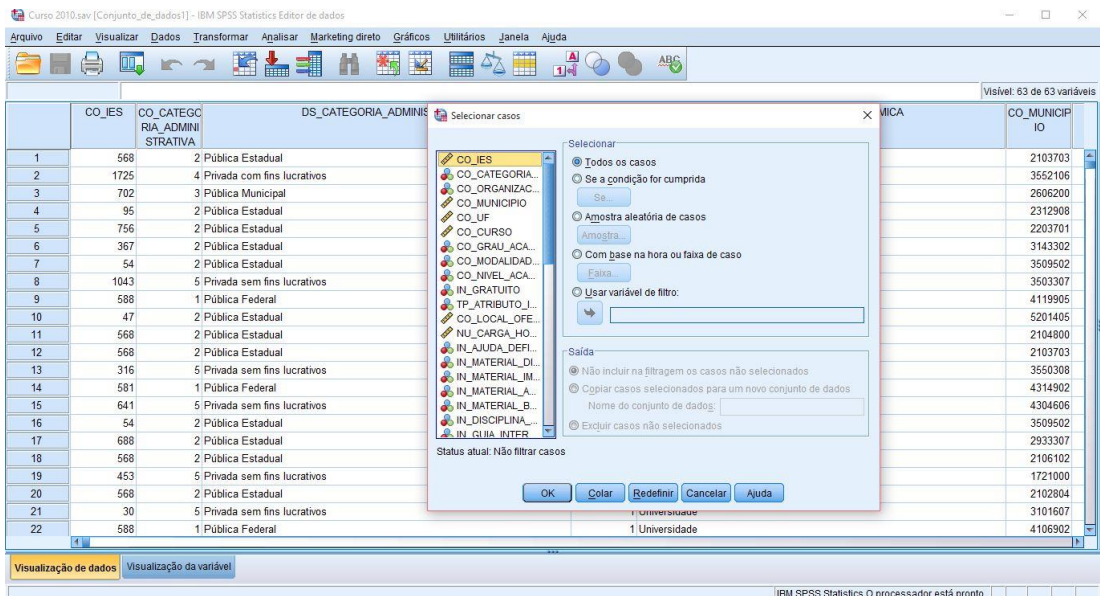 Curso 2010.sav [Conjunto_de_dados1] - IBM SPSS Statistics Editor de dados
Arquivo Editar Visualizar Dados Transformar Analisar Marketing direto Gráficos Utilitários Janela Ajuda
Visível: 63 de 63 variáveis
CO_IES CO_CATEGORIA_ADMINISTRATIVA DS_CATEGORIA_ADMINIS MICA CO_MUNICIPIO
1 568 2 Pública Estadual 2103703
2 1725 4 Privada com fins lucrativos 3552106
3 702 3 Pública Municipal 2606200
4 95 2 Pública Estadual 2312908
5 756 2 Pública Estadual 2203701
6 367 2 Pública Estadual 3143302
7 54 2 Pública Estadual 3509502
8 1043 5 Privada sem fins lucrativos 3503307
9 588 1 Pública Federal 4119905
10 47 2 Pública Estadual 5201405
11 568 2 Pública Estadual 2104800
12 568 2 Pública Estadual 2103703
13 316 5 Privada sem fins lucrativos 3550308
14 581 1 Pública Federal 4314902
15 641 5 Privada sem fins lucrativos 4304606
16 54 2 Pública Estadual 3509502
17 688 2 Pública Estadual 2933307
18 568 2 Pública Estadual 2106102
19 453 5 Privada sem fins lucrativos 1721000
20 568 2 Pública Estadual 2102804
21 30 5 Privada sem fins lucrativos 1 Universidade 3101607
22 588 1 Pública Federal 1 Universidade 4106902
Selecionar casos
CO_IES
CO_CATEGORIA...
CO_ORGANIZAC...
CO_MUNICIPIO
CO_UF
CO_CURSO
CO_GRAU_ACA...
CO_MODALIDAD...
CO_NIVEL_ACA...
IN_GRATUITO
TP_ATRIBUTO_I...
CO_LOCAL_OFE...
NU_CARGA_HO...
IN_AJUDA_DEFI...
IN_MATERIAL_DI...
IN_MATERIAL_IM...
IN_MATERIAL_A...
IN_MATERIAL_B...
IN_DISCIPLINA_...
IN_GUIA_INTER
Selecionar
Todos os casos
Se a condição for cumprida
Se...
Amostra aleatória de casos
Amostra...
Com base na hora ou faixa de caso
Faixa...
Usar variável de filtro:
Saída
Não incluir na filtragem os casos não selecionados
Copiar casos selecionados para um novo conjunto de dados
Nome do conjunto de dados:
Excluir casos não selecionados
Status atual: Não filtrar casos
OK Colar Redefinir Cancelar Ajuda
Visualização de dados Visualização da variável
IBM SPSS Statistics O processador está pronto